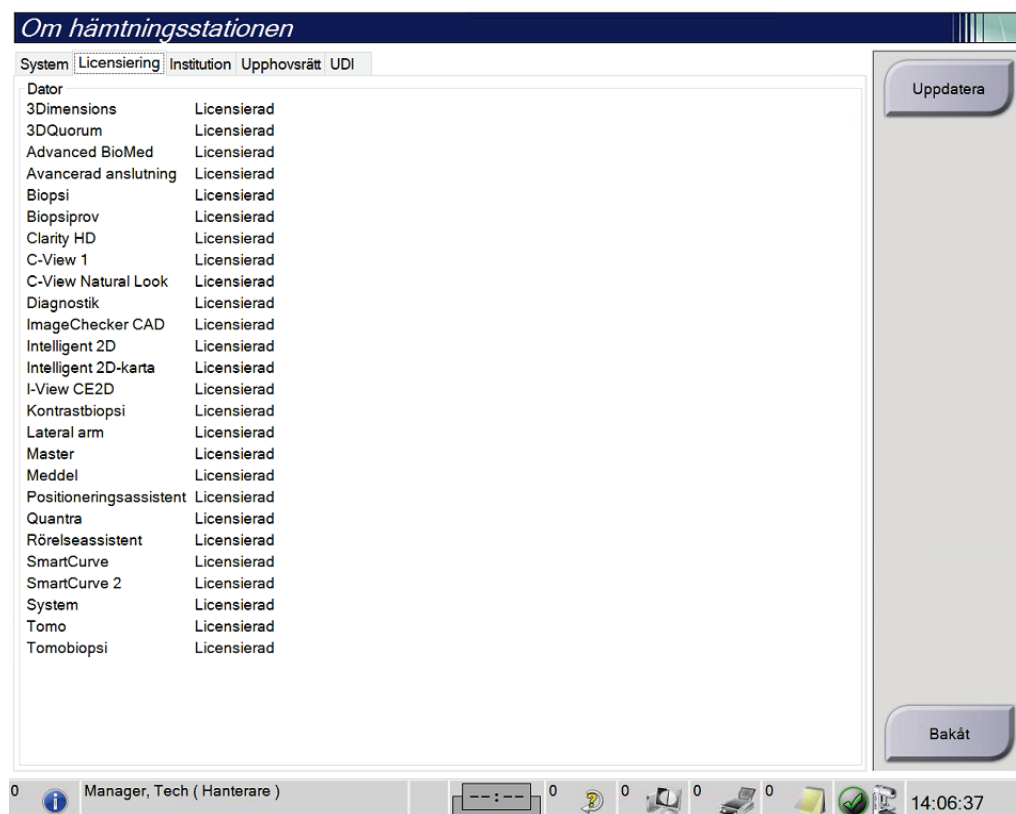 Om hämtningsstationen
System Licensiering Institution Upphovsrätt UDI
Uppdatera
Dator
3Dimensions Licensierad
3DQuorum Licensierad
Advanced BioMed Licensierad
Avancerad anslutning Licensierad
Biopsi Licensierad
Biopsiprov Licensierad
Clarity HD Licensierad
C-View 1 Licensierad
C-View Natural Look Licensierad
Diagnostik Licensierad
ImageChecker CAD Licensierad
Intelligent 2D Licensierad
Intelligent 2D-karta Licensierad
I-View CE2D Licensierad
Kontrastbiopsi Licensierad
Lateral arm Licensierad
Master Licensierad
Meddel Licensierad
Positioneringsassistent Licensierad
Quantra Licensierad
Rörelseassistent Licensierad
SmartCurve Licensierad
SmartCurve 2 Licensierad
System Licensierad
Tomo Licensierad
Tomobiopsi Licensierad
Bakåt
0 Manager, Tech ( Hanterare ) --:-- 0 0 0 0 14:06:37